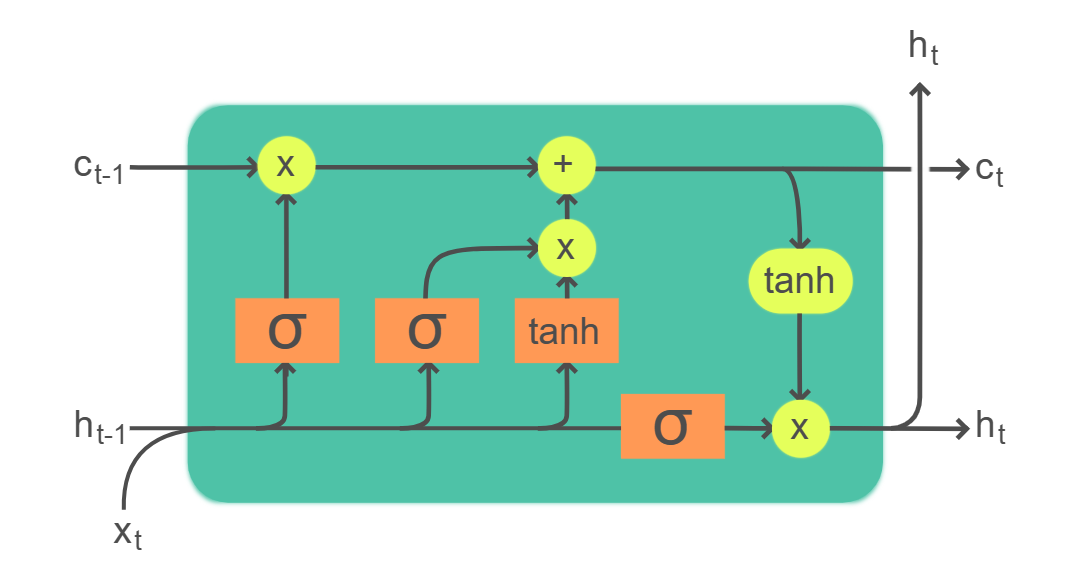 h_t
c_{t-1} x + c_t
x
tanh
σ σ tanh
h_{t-1} σ x h_t
x_t